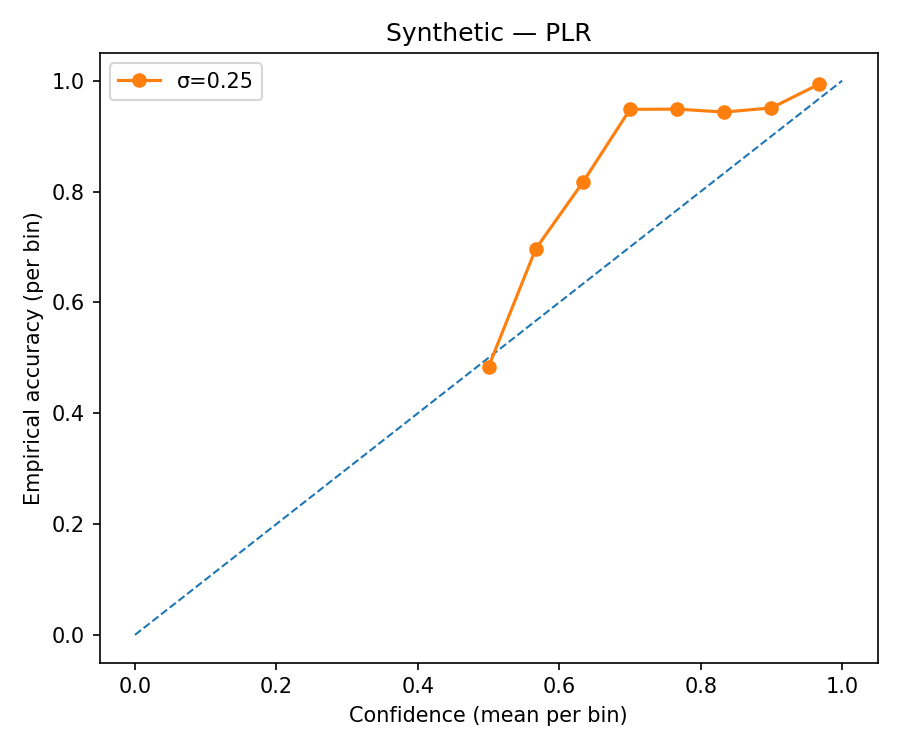 Synthetic — PLR
σ=0.25
Empirical accuracy (per bin)
1.0
0.8
0.6
0.4
0.2
0.0
0.0 0.2 0.4 0.6 0.8 1.0
Confidence (mean per bin)